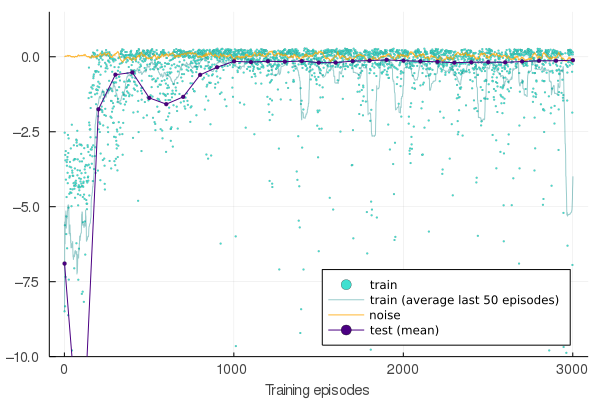 0.0
−2.5
−5.0
−7.5
−10.0
0
1000
2000
3000
Training episodes
train
train (average last 50 episodes)
noise
test (mean)